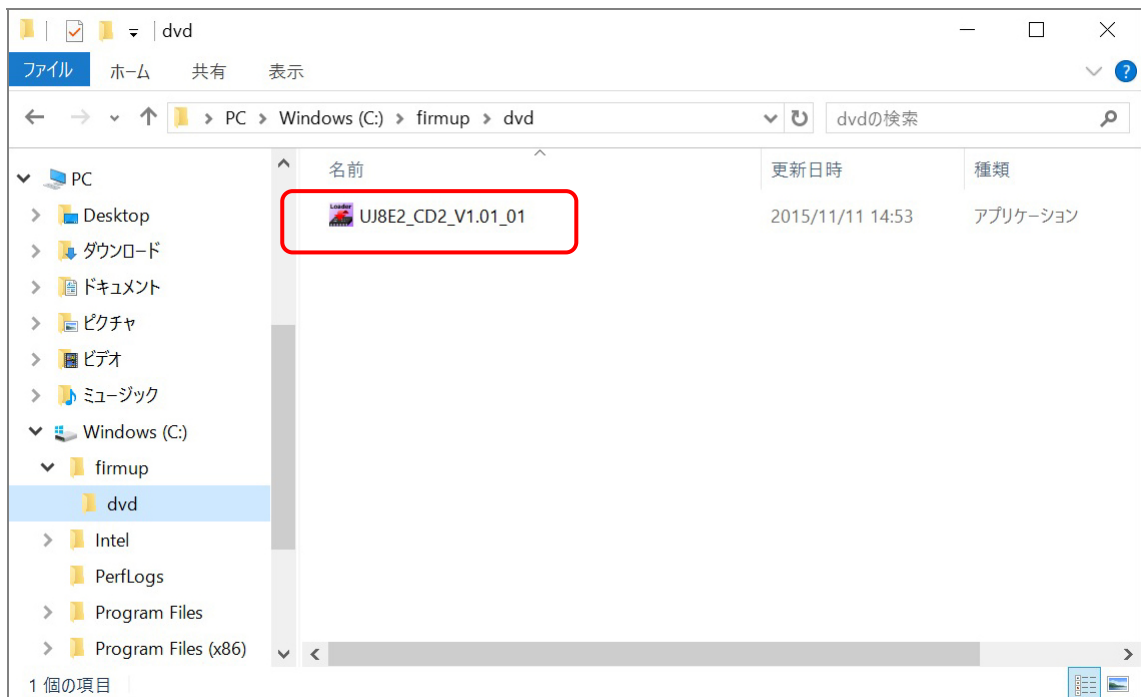 dvd
ファイル ホーム 共有 表示
PC > Windows (C:) > firmup > dvd dvdの検索
名前 更新日時 種類
PC
Loader UJ8E2_CD2_V1.01_01 2015/11/11 14:53 アプリケーション
Desktop
ダウンロード
ドキュメント
ピクチャ
ビデオ
ミュージック
Windows (C:)
firmup
dvd
Intel
PerfLogs
Program Files
Program Files (x86)
1 個の項目